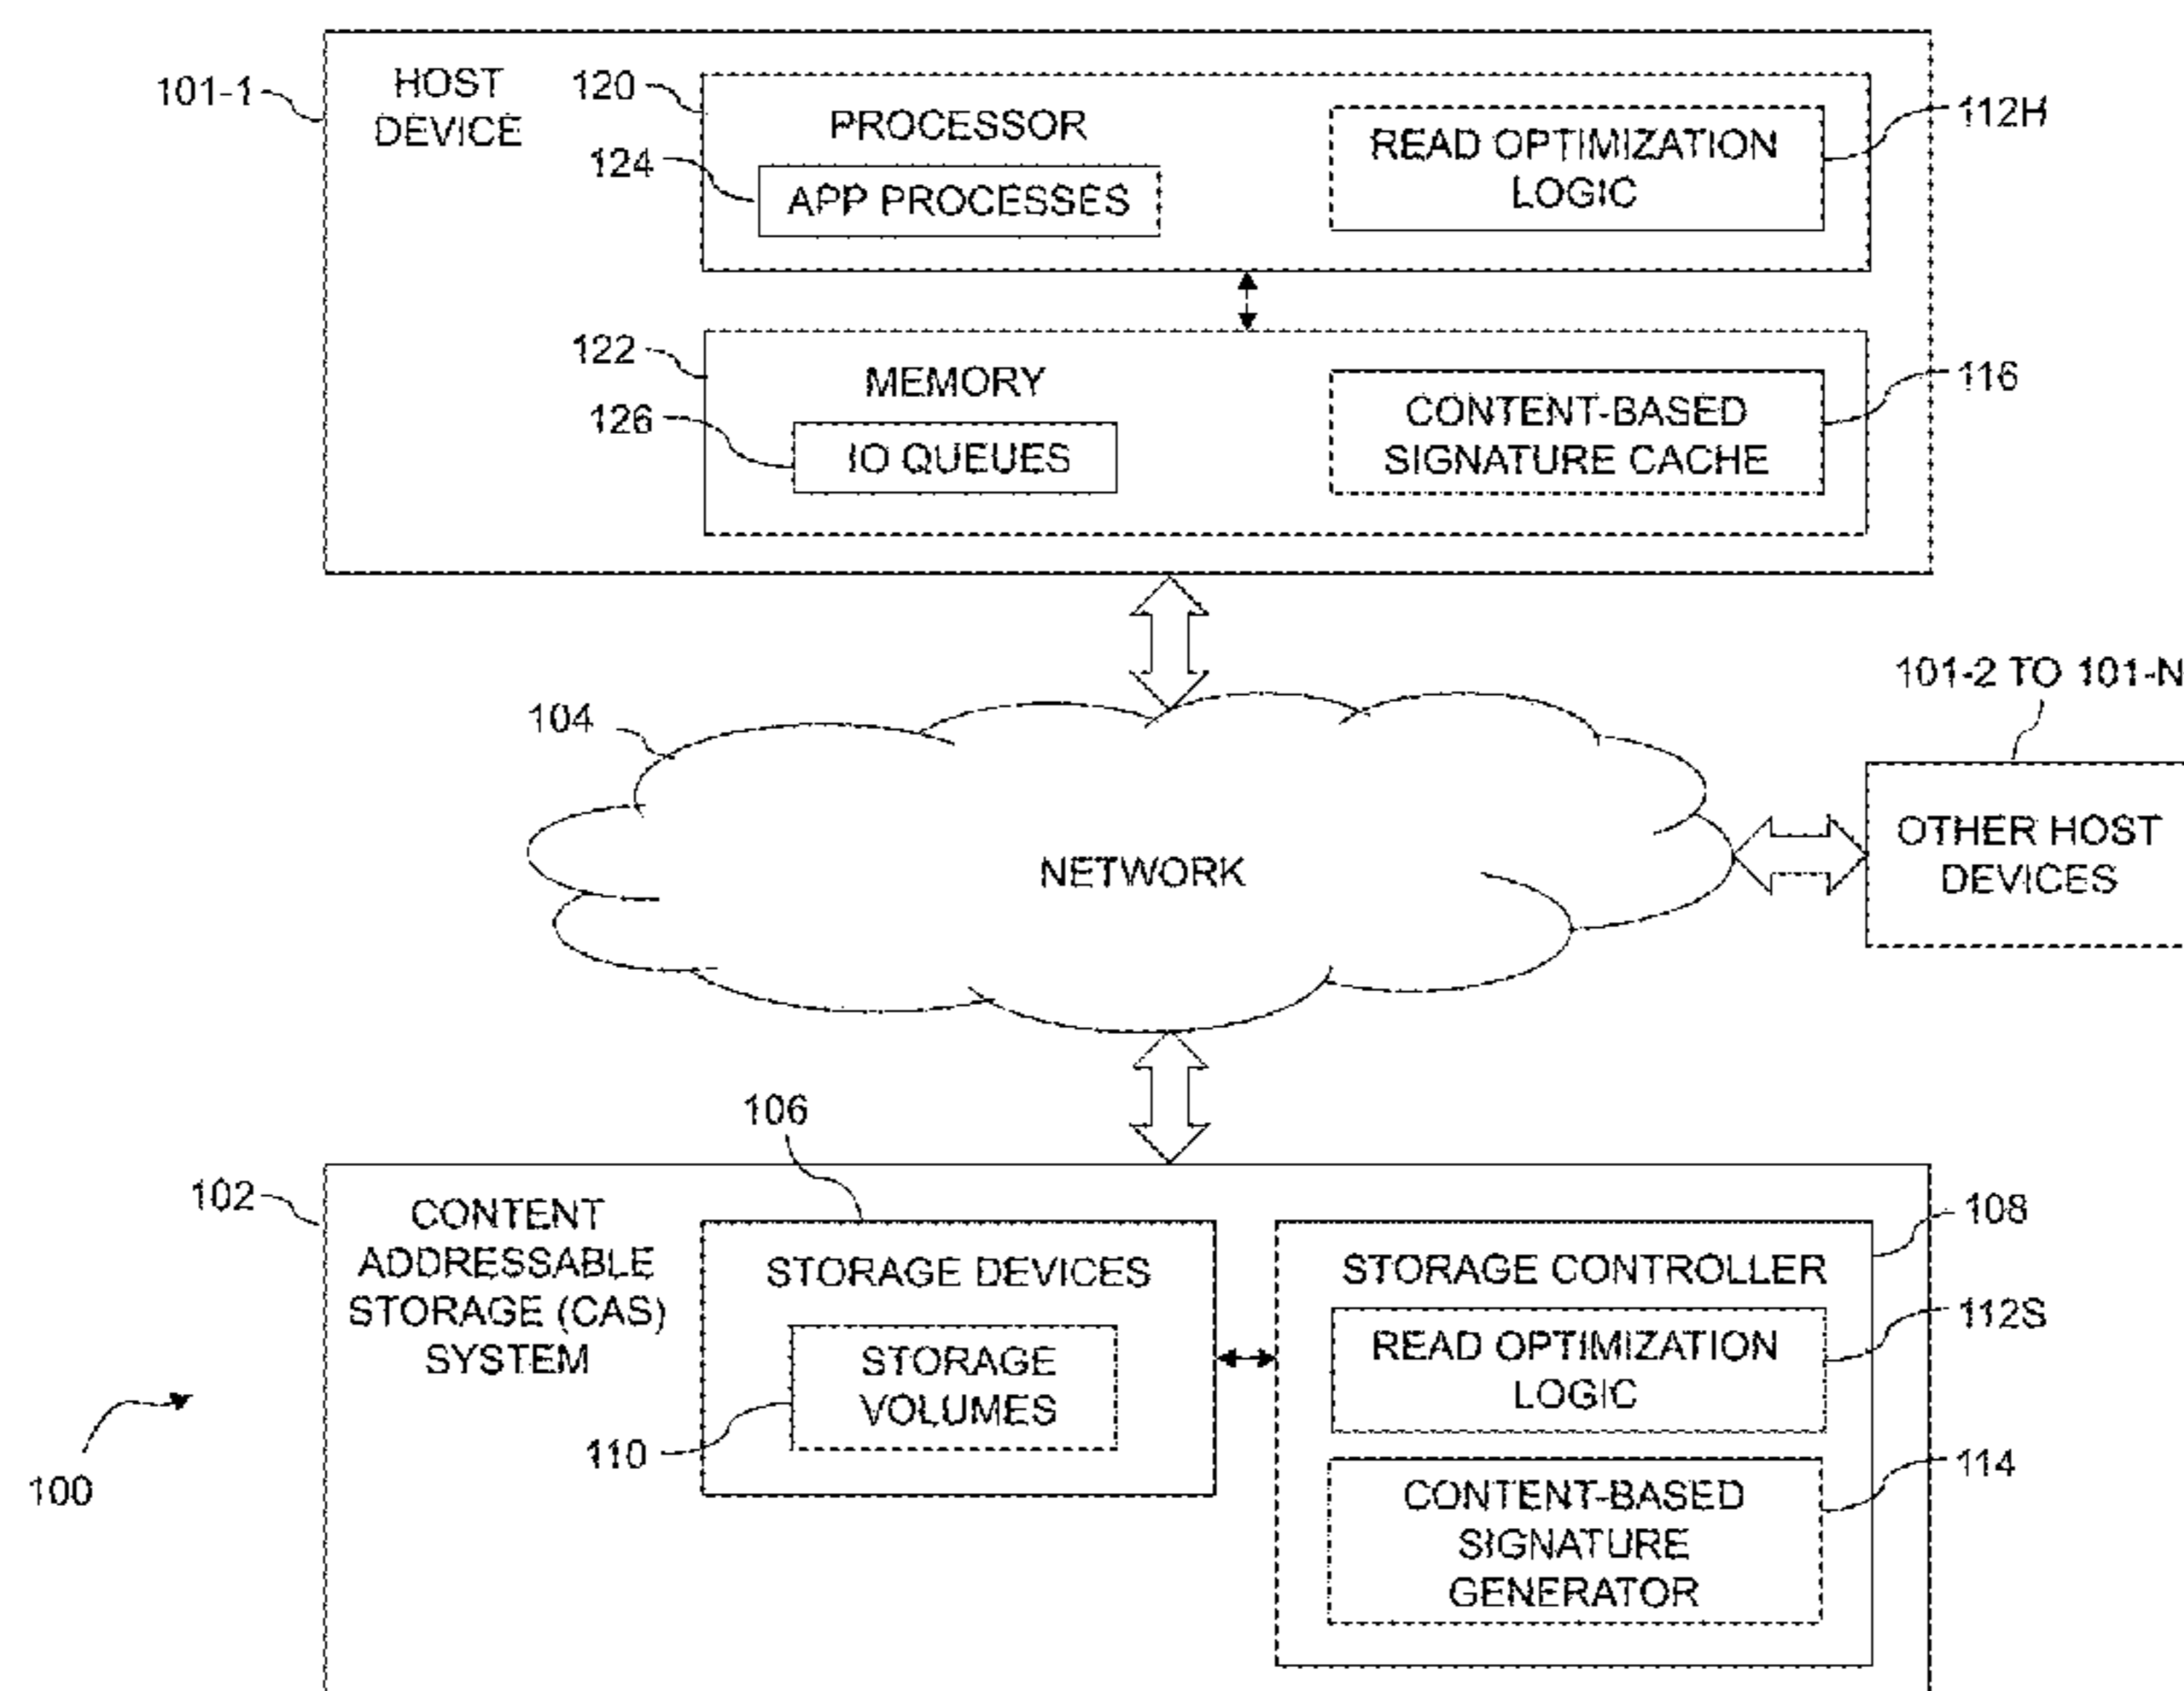 101-1
HOST
DEVICE
120
PROCESSOR
124
APP PROCESSES
READ OPTIMIZATION
LOGIC
112H
122
MEMORY
126
IO QUEUES
CONTENT-BASED
SIGNATURE CACHE
116
104
NETWORK
101-2 TO 101-N
OTHER HOST
DEVICES
106
102
CONTENT
ADDRESSABLE
STORAGE (CAS)
SYSTEM
STORAGE DEVICES
STORAGE
VOLUMES
110
108
STORAGE CONTROLLER
READ OPTIMIZATION
LOGIC
112S
CONTENT-BASED
SIGNATURE
GENERATOR
114
100